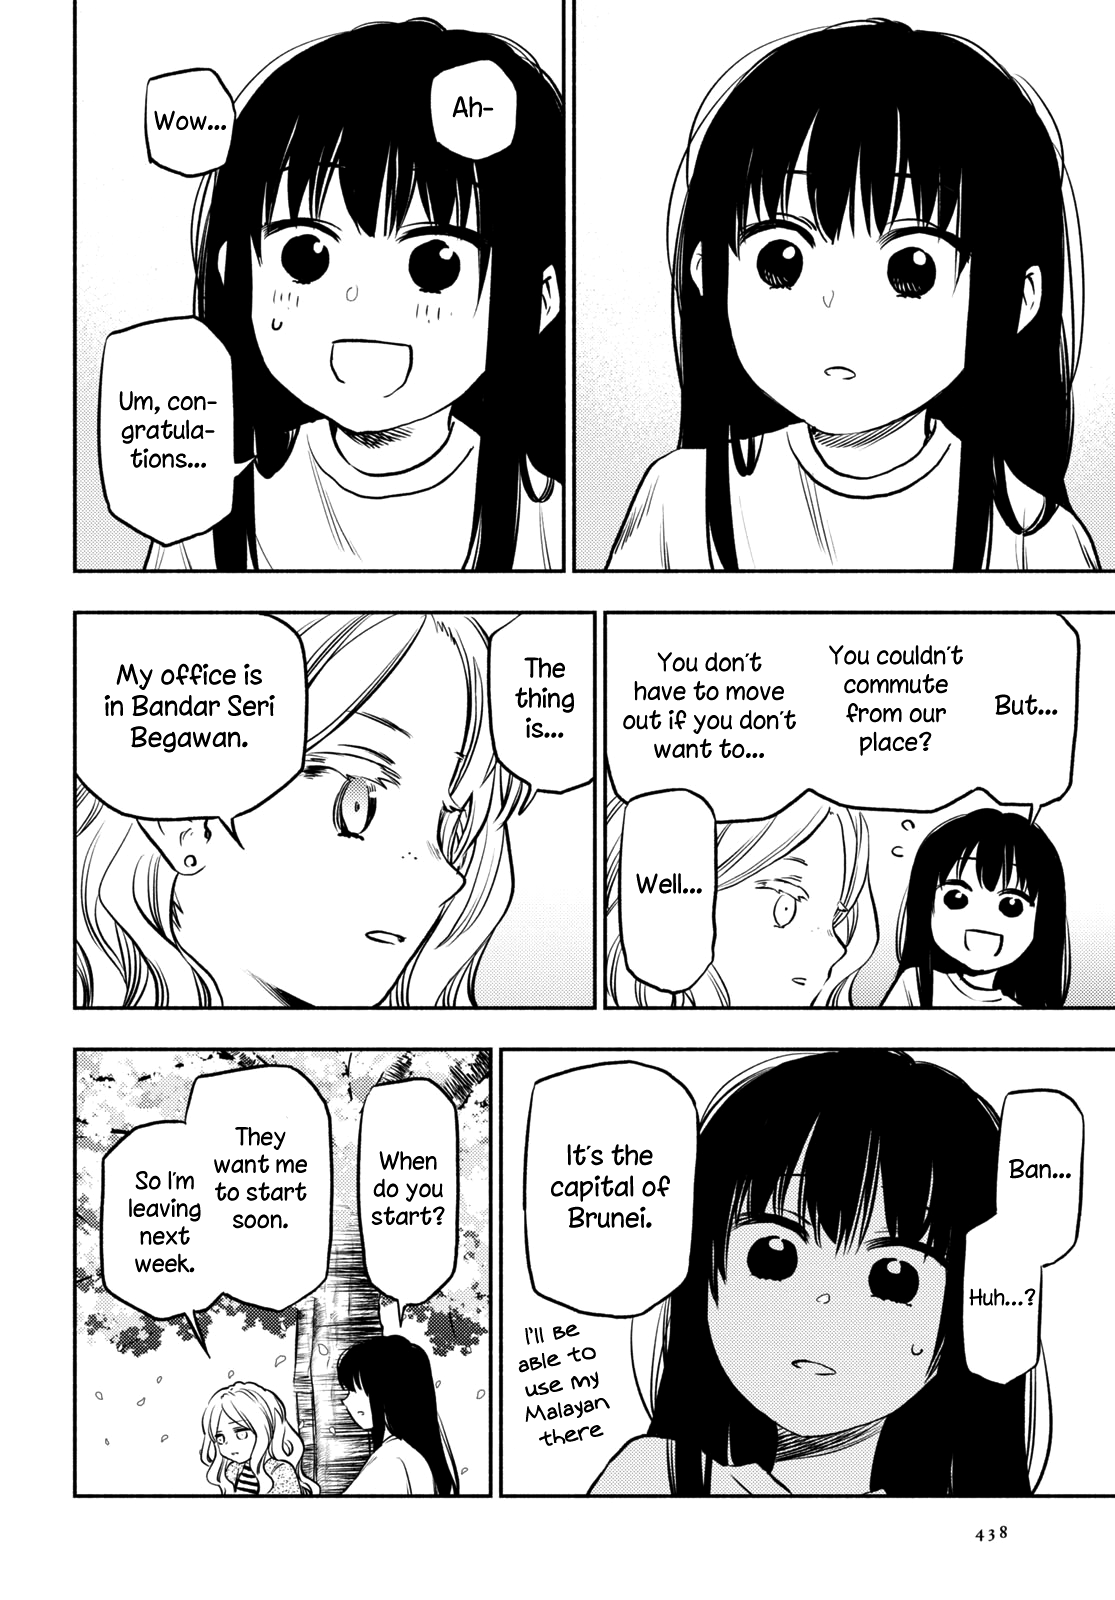 Ah-
Wow...
Um, con-
gratula-
tions...
But...
You couldn't
commute
from our
place?
You don't
have to move
out if you don't
want to...
Well...
The
thing
is...
My office is
in Bandar Seri
Begawan.
Ban...
Huh...?
It's the
capital of
Brunei.
I'll be
able to
use my
Malayan
there
When
do you
start?
They
want me
to start
soon.
So I'm
leaving
next
week.
438